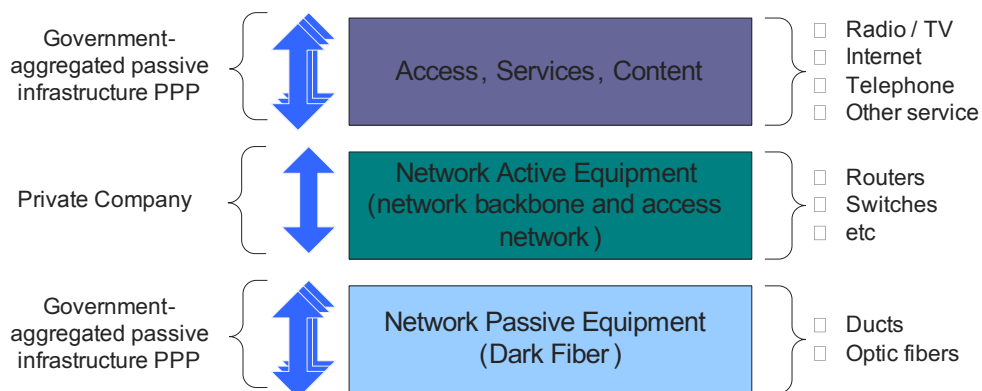 Government-
aggregated passive
infrastructure PPP
Access, Services, Content
Radio / TV
Internet
Telephone
Other service
Private Company
Network Active Equipment
(network backbone and access
network)
Routers
Switches
etc
Government-
aggregated passive
infrastructure PPP
Network Passive Equipment
(Dark Fiber)
Ducts
Optic fibers